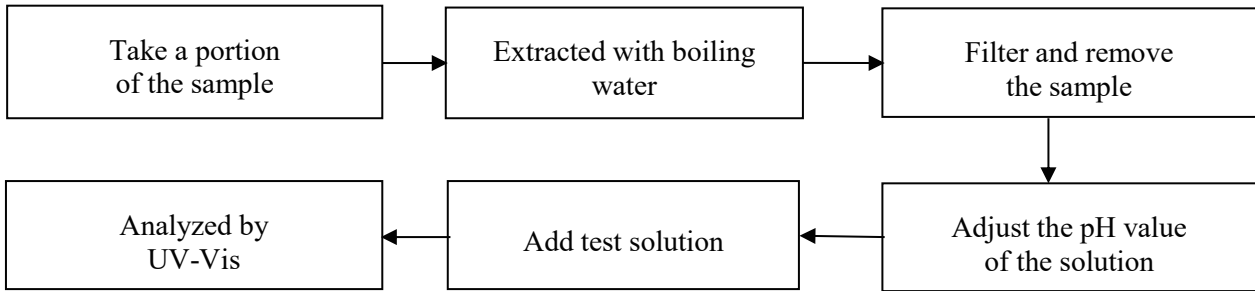 Take a portion
of the sample
Extracted with boiling
water
Filter and remove
the sample
Adjust the pH value
of the solution
Add test solution
Analyzed by
UV-Vis